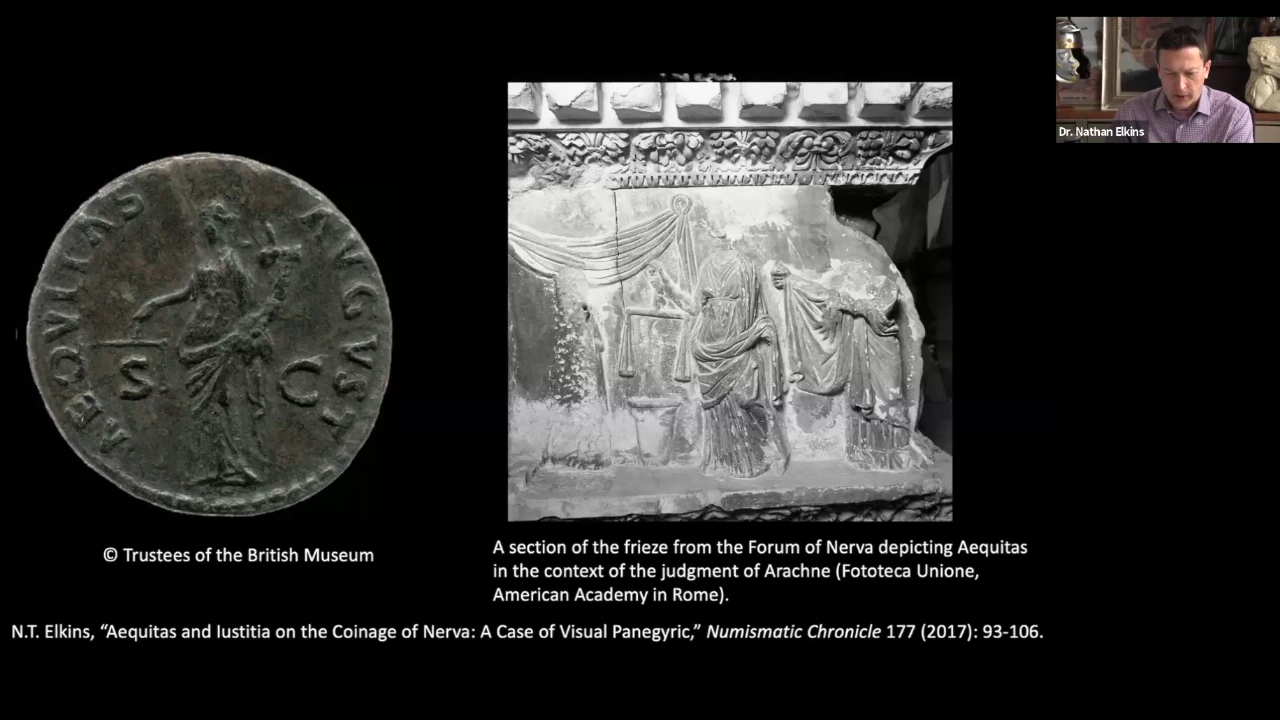 Dr. Nathan Elkins
AEQVITAS AVGVST
S C
© Trustees of the British Museum
A section of the frieze from the Forum of Nerva depicting Aequitas
in the context of the judgment of Arachne (Fototeca Unione,
American Academy in Rome).
N.T. Elkins, “Aequitas and Iustitia on the Coinage of Nerva: A Case of Visual Panegyric,” Numismatic Chronicle 177 (2017): 93-106.